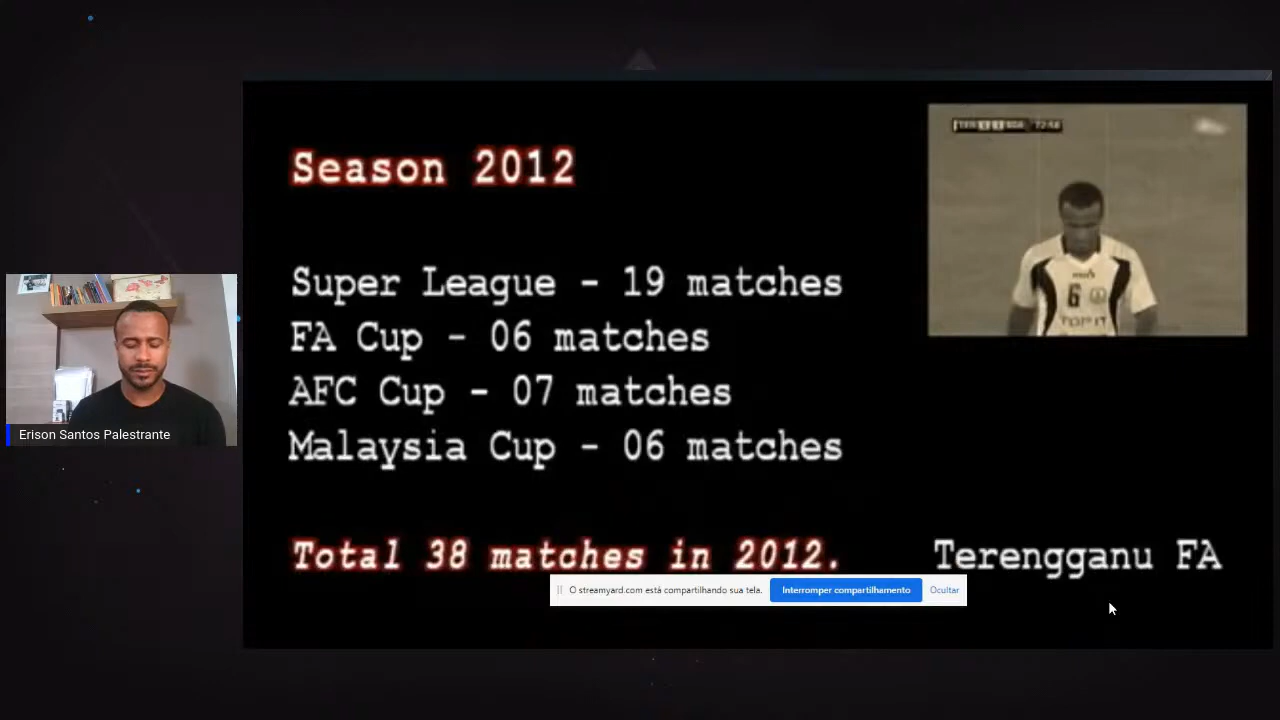 Season 2012
Super League - 19 matches
FA Cup - 06 matches
AFC Cup - 07 matches
Malaysia Cup - 06 matches
Total 38 matches in 2012.
Terengganu FA
6
Erison Santos Palestrante
O streamyard.com está compartilhando sua tela.
Interromper compartilhamento
Ocultar